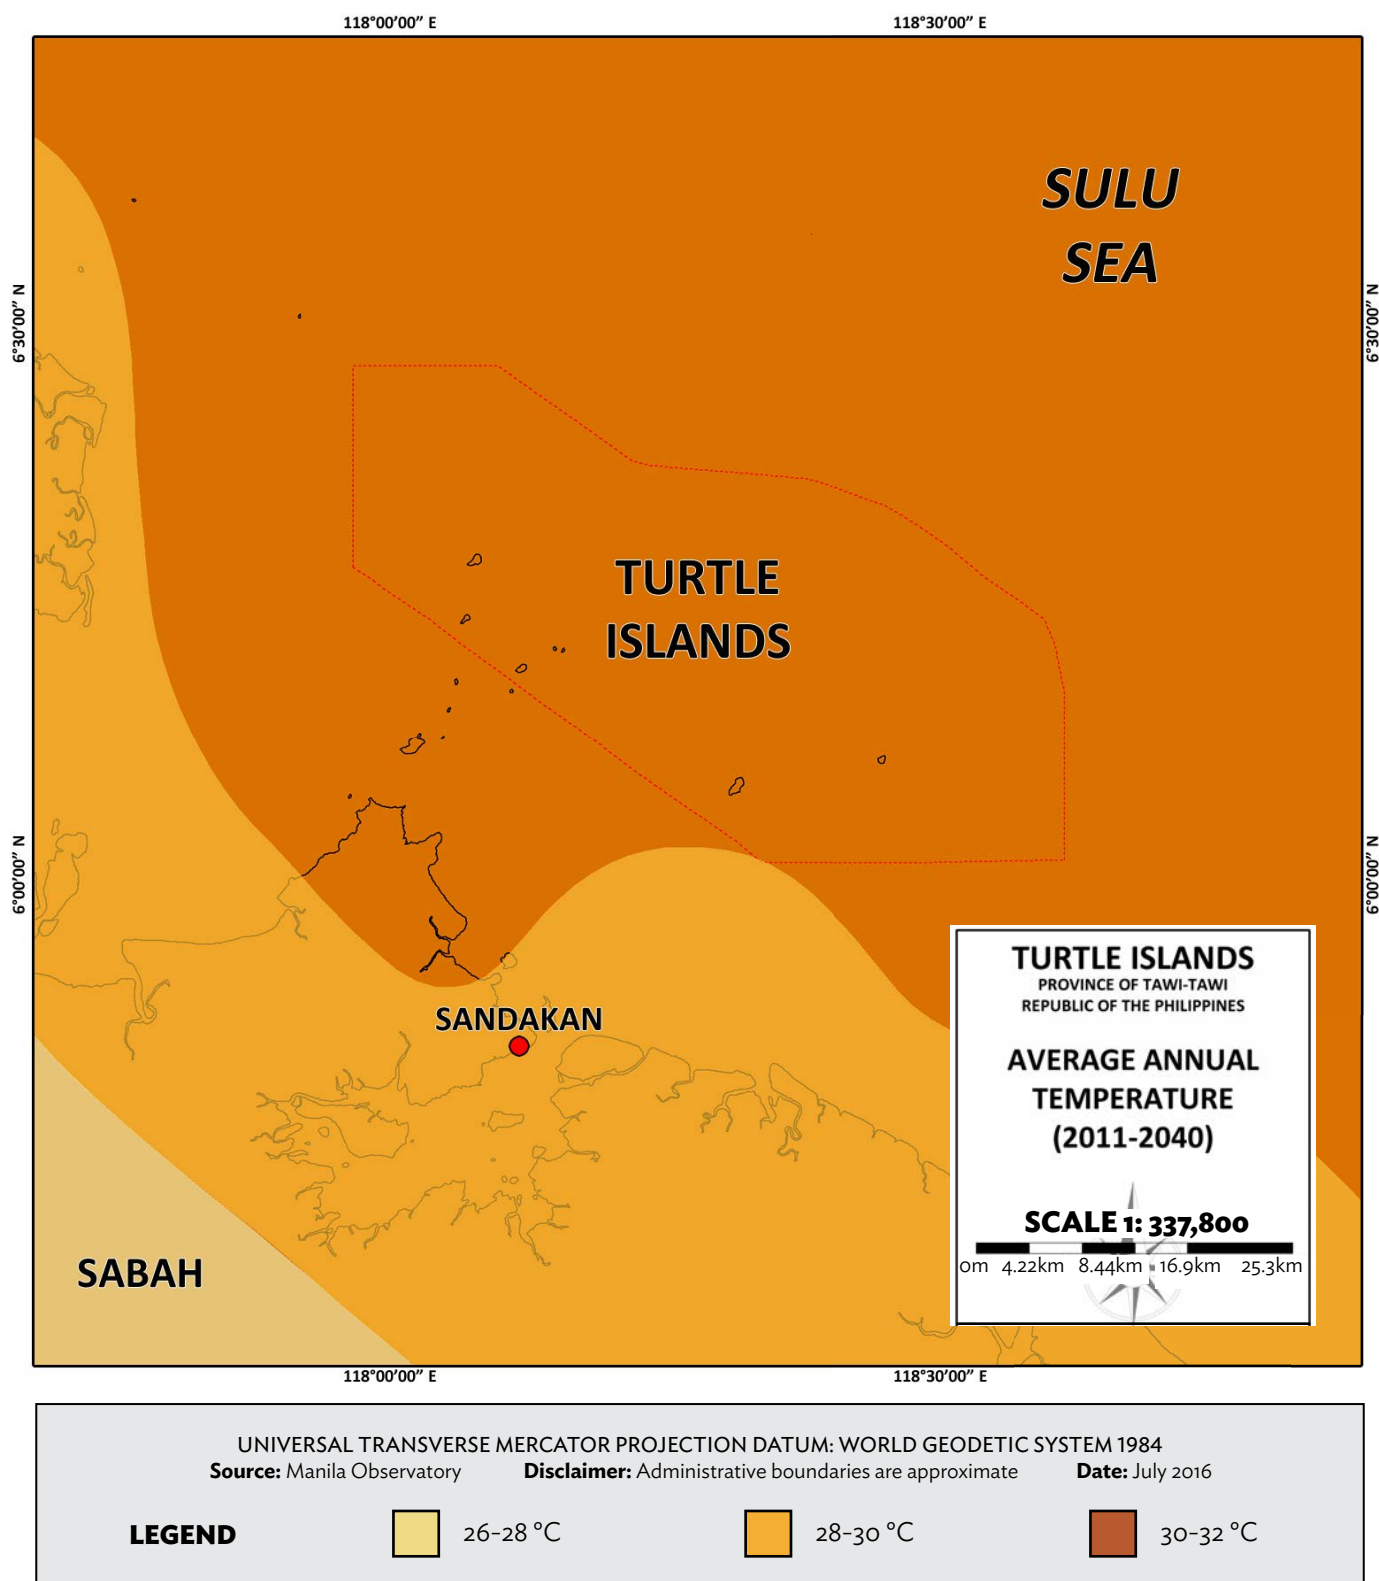 118°00'00'' E 118°30'00'' E
SULU
SEA
6°30'00'' N 6°30'00'' N
TURTLE
ISLANDS
6°00'00'' N 6°00'00'' N
SANDAKAN
SABAH
TURTLE ISLANDS
PROVINCE OF TAWI-TAWI
REPUBLIC OF THE PHILIPPINES
AVERAGE ANNUAL
TEMPERATURE
(2011-2040)
SCALE 1: 337,800
0m 4.22km 8.44km 16.9km 25.3km
118°00'00'' E 118°30'00'' E
UNIVERSAL TRANSVERSE MERCATOR PROJECTION DATUM: WORLD GEODETIC SYSTEM 1984
Source: Manila Observatory Disclaimer: Administrative boundaries are approximate Date: July 2016
LEGEND 26-28 °C 28-30 °C 30-32 °C